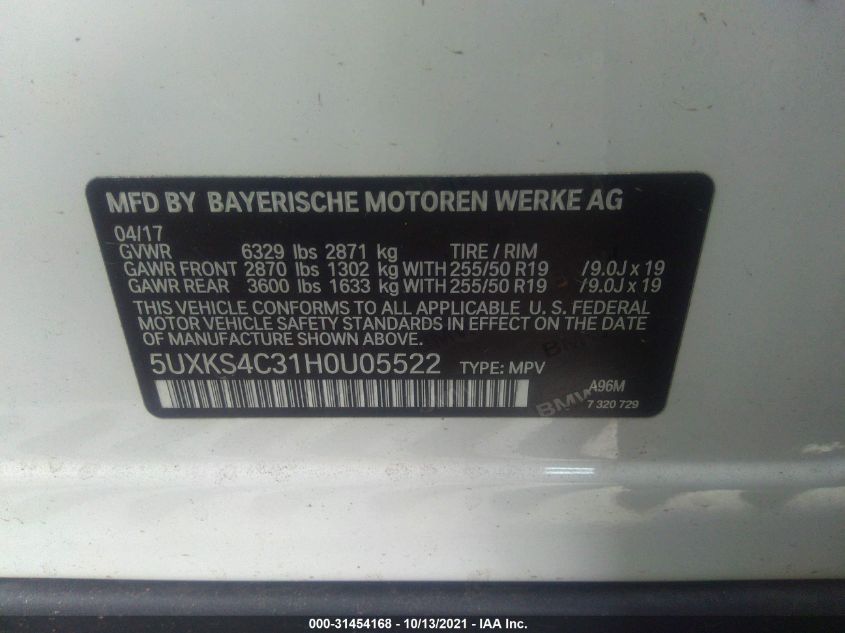 MFD BY BAYERISCHE MOTOREN WERKE AG
04/17
GVWR 6329 lbs 2871 kg TIRE / RIM
GAWR FRONT 2870 lbs 1302 kg WITH 255/50 R19 /9.0J x 19
GAWR REAR 3600 lbs 1633 kg WITH 255/50 R19 /9.0J x 19
THIS VEHICLE CONFORMS TO ALL APPLICABLE U. S. FEDERAL
MOTOR VEHICLE SAFETY STANDARDS IN EFFECT ON THE DATE
OF MANUFACTURE SHOWN ABOVE.
5UXKS4C31H0U05522 TYPE: MPV
A96M
BMW
7 320 729
000-31454168 - 10/13/2021 - IAA Inc.